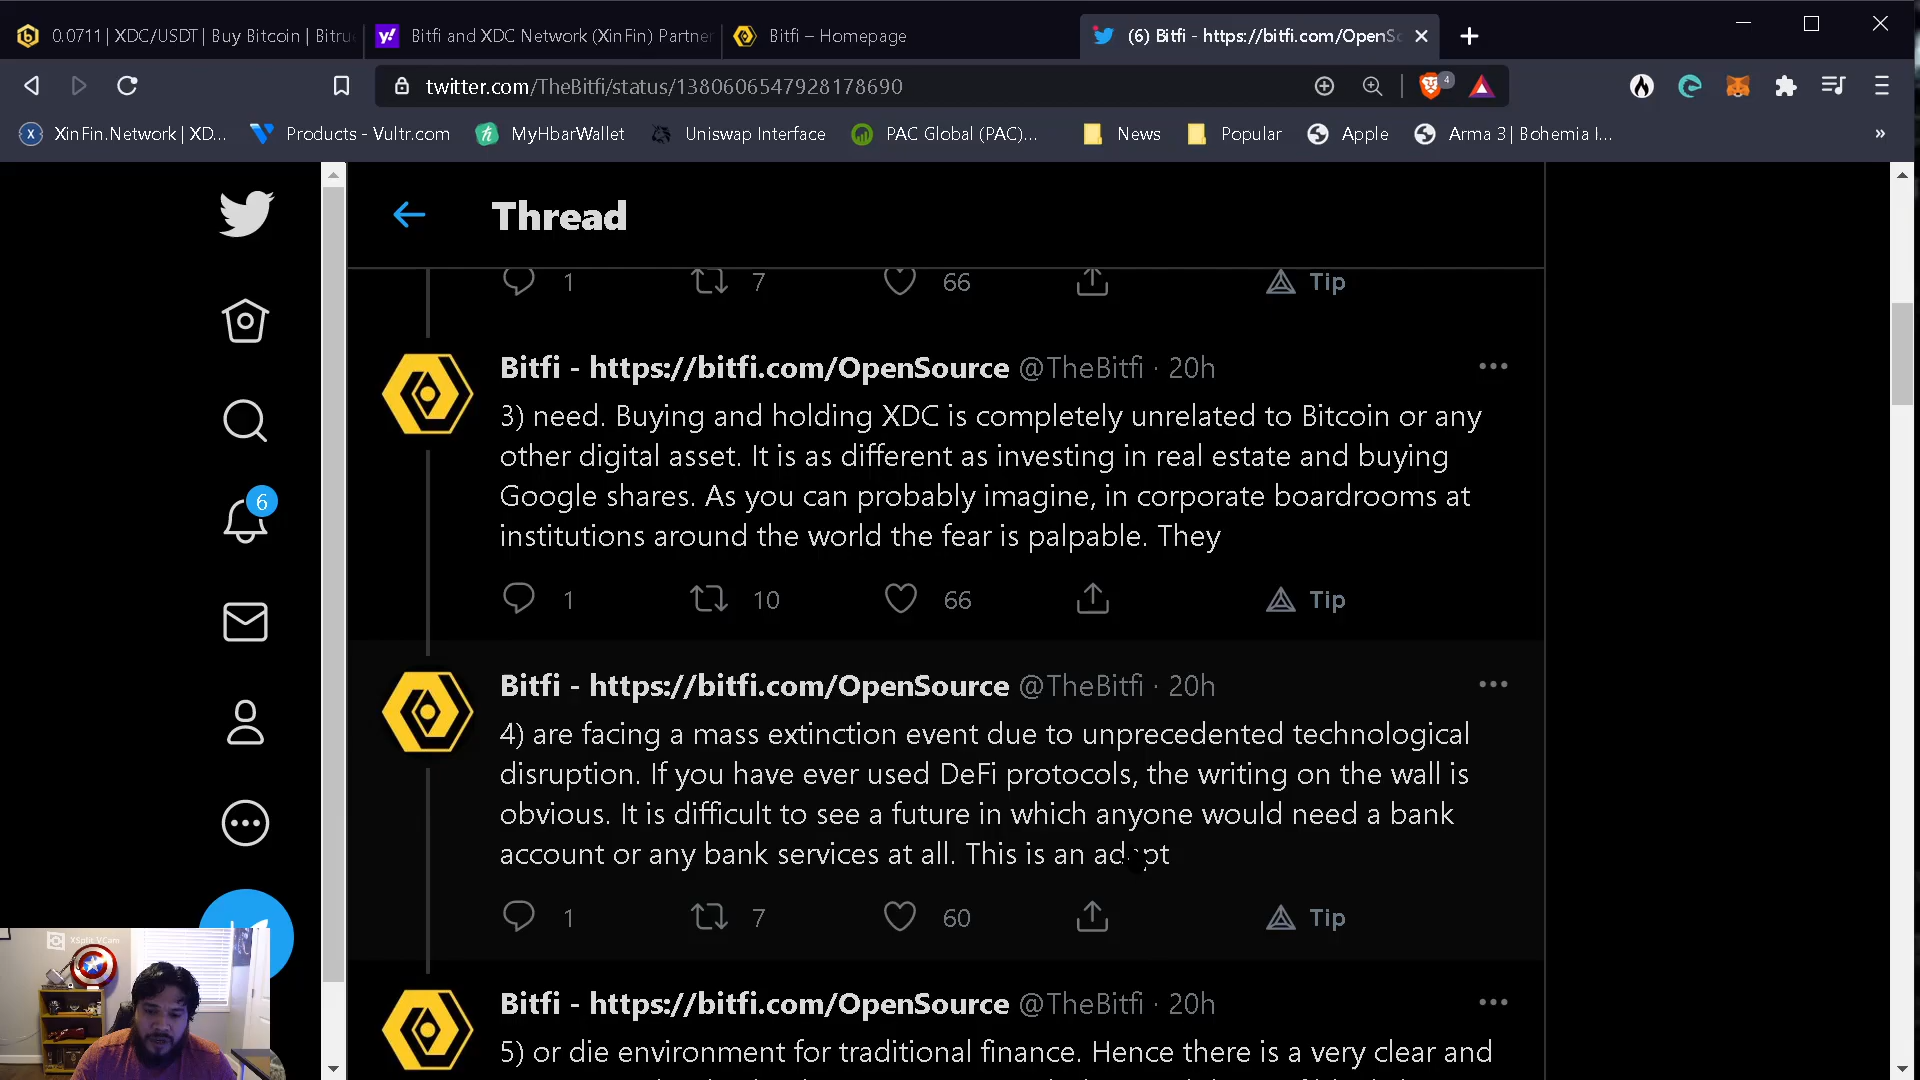 0.0711 | XDC/USDT | Buy Bitcoin | Bitru
Bitfi and XDC Network (XinFin) Partner
Bitfi – Homepage
(6) Bitfi - https://bitfi.com/OpenSo
twitter.com/TheBitfi/status/1380606547928178690
4
XinFin.Network | XD...
Products - Vultr.com
MyHbarWallet
Uniswap Interface
PAC Global (PAC)...
News
Popular
Apple
Arma 3 | Bohemia I...
»
Thread
1 7 66 Tip
Bitfi - https://bitfi.com/OpenSource @TheBitfi · 20h
3) need. Buying and holding XDC is completely unrelated to Bitcoin or any
other digital asset. It is as different as investing in real estate and buying
Google shares. As you can probably imagine, in corporate boardrooms at
institutions around the world the fear is palpable. They
6
1 10 66 Tip
Bitfi - https://bitfi.com/OpenSource @TheBitfi · 20h
4) are facing a mass extinction event due to unprecedented technological
disruption. If you have ever used DeFi protocols, the writing on the wall is
obvious. It is difficult to see a future in which anyone would need a bank
account or any bank services at all. This is an adapt
1 7 60 Tip
XSplit VCam
Bitfi - https://bitfi.com/OpenSource @TheBitfi · 20h
5) or die environment for traditional finance. Hence there is a very clear and